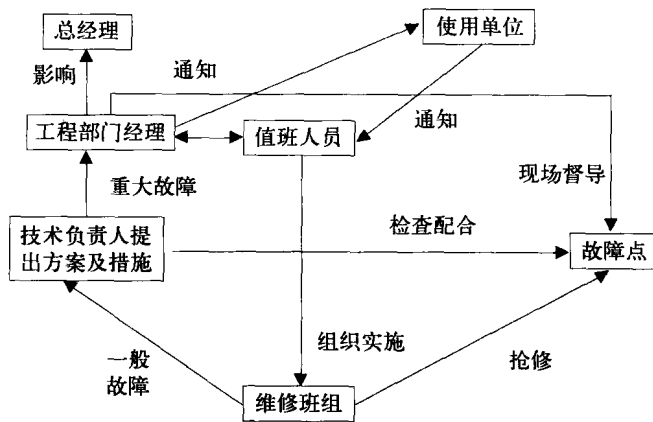 总经理
使用单位
影响
通知
工程部门经理
值班人员
通知
重大故障
现场督导
技术负责人提
出方案及措施
检查配合
故障点
组织实施
一般
故障
抢修
维修班组